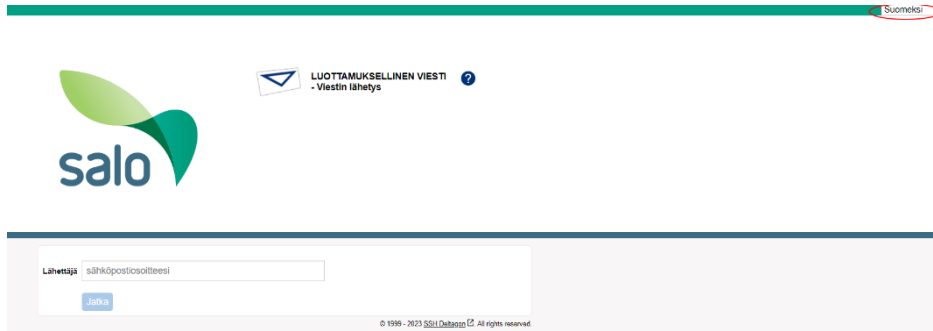 Suomeksi
LUOTTAMUKSELLINEN VIESTI
- Viestin lähetys
?
salo
Lähettäjä sähköpostiosoitteesi
Jatka
© 1999 - 2023 SSH Deltagon All rights reserved.